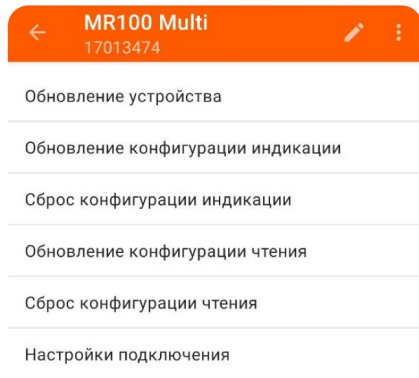 MR100 Multi
17013474
Обновление устройства
Обновление конфигурации индикации
Сброс конфигурации индикации
Обновление конфигурации чтения
Сброс конфигурации чтения
Настройки подключения